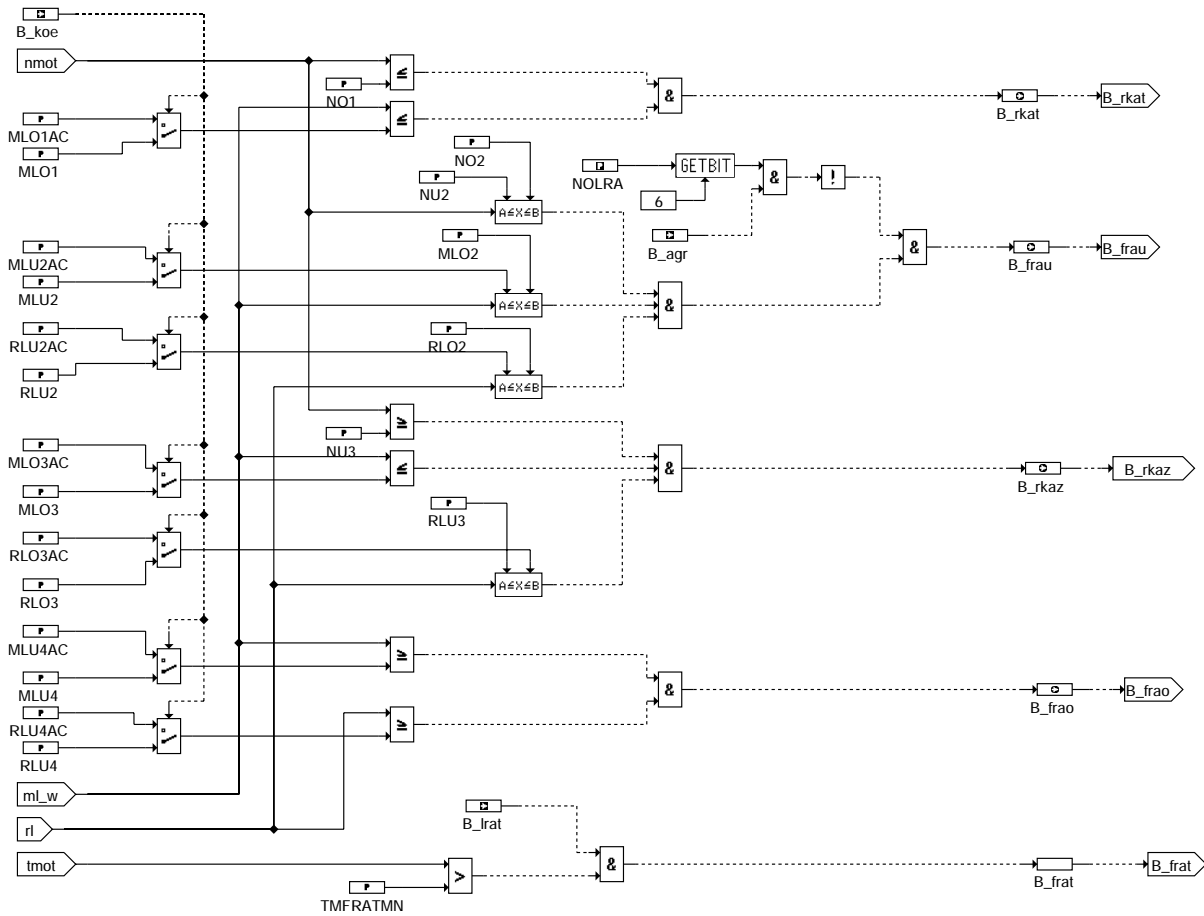 B_koe
nmot
P
NO1
≤
&
B_rkat
B_rkat
P
MLO1AC
P
MLO1
≤
P
NO2
P
NU2
A≤X≤B
NOLRA
GETBIT
6
&
!
B_agr
&
B_frau
B_frau
P
MLU2AC
P
MLU2
P
MLO2
A≤X≤B
&
P
RLU2AC
P
RLU2
P
RLO2
A≤X≤B
P
NU3
≥
P
MLO3AC
P
MLO3
≤
&
B_rkaz
B_rkaz
P
RLU3
P
RLO3AC
P
RLO3
A≤X≤B
P
MLU4AC
P
MLU4
≥
&
B_frao
B_frao
P
RLU4AC
P
RLU4
≥
ml_w
rl
B_lrat
tmot
P
TMFRATMN
>
&
B_frat
B_frat